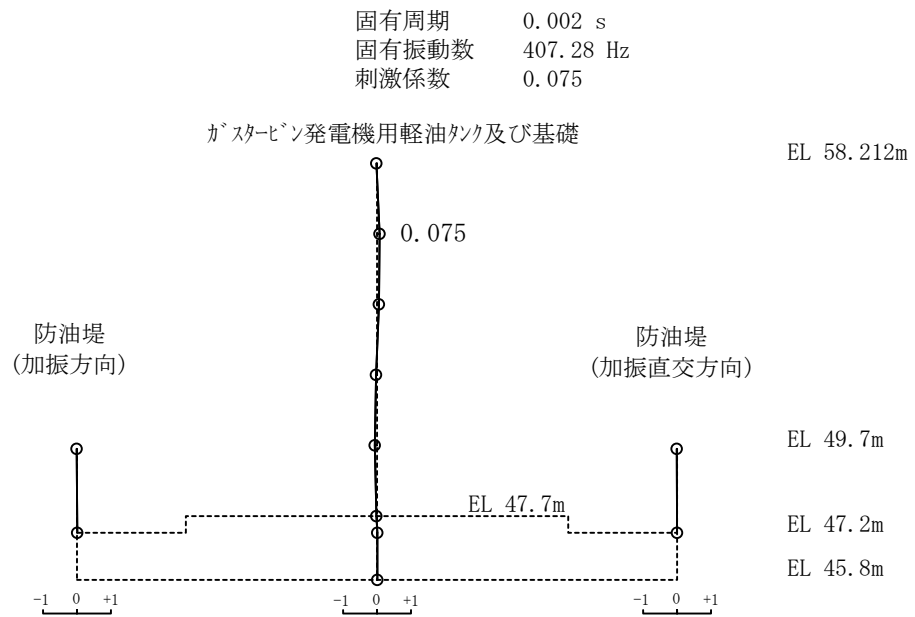 固有周期 0.002 s
固有振動数 407.28 Hz
刺激係数 0.075
ｶﾞｽﾀｰﾋﾞﾝ発電機用軽油ﾀﾝｸ及び基礎
EL 58.212m
0.075
防油堤
(加振方向)
防油堤
(加振直交方向)
EL 49.7m
EL 47.7m
EL 47.2m
EL 45.8m
-1 0 +1 -1 0 +1 -1 0 +1